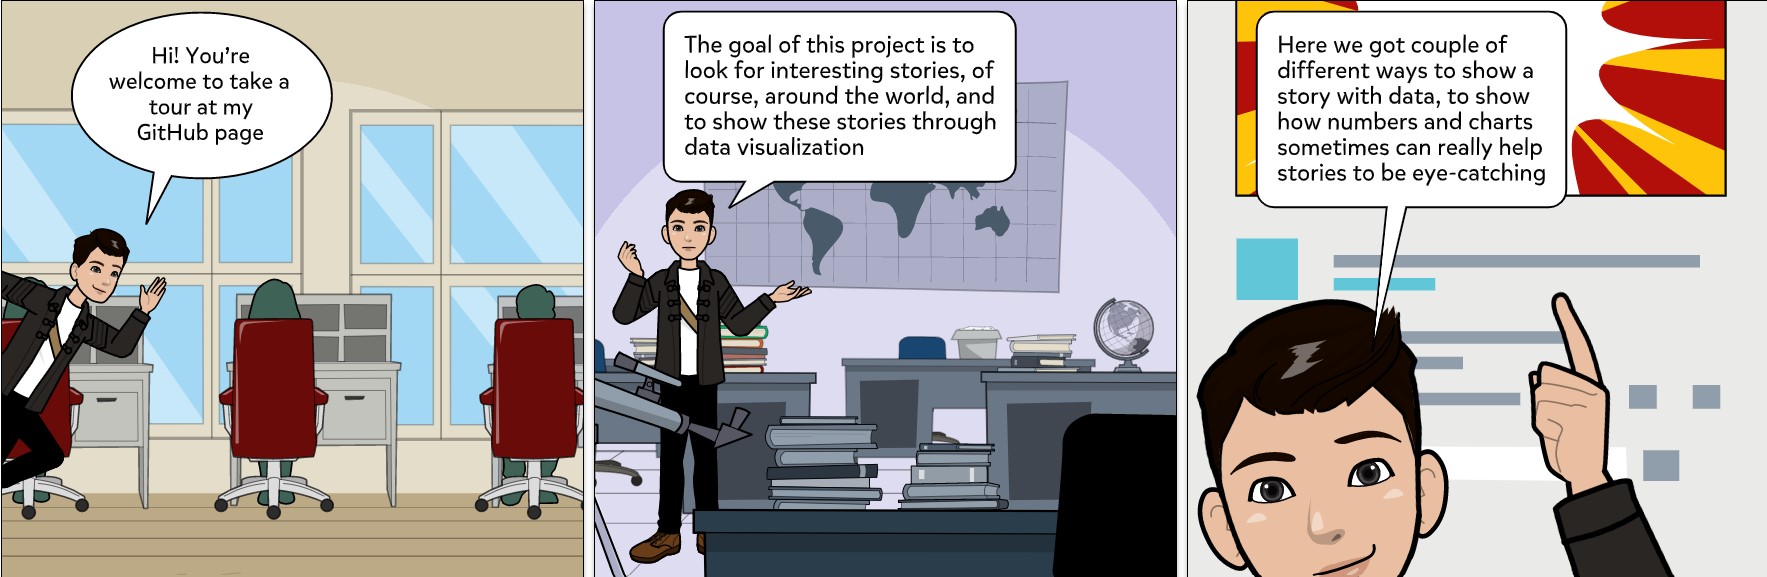 Hi! You're
welcome to take a
tour at my
GitHub page
The goal of this project is to
look for interesting stories, of
course, around the world, and
to show these stories through
data visualization
Here we got couple of
different ways to show a
story with data, to show
how numbers and charts
sometimes can really help
stories to be eye-catching